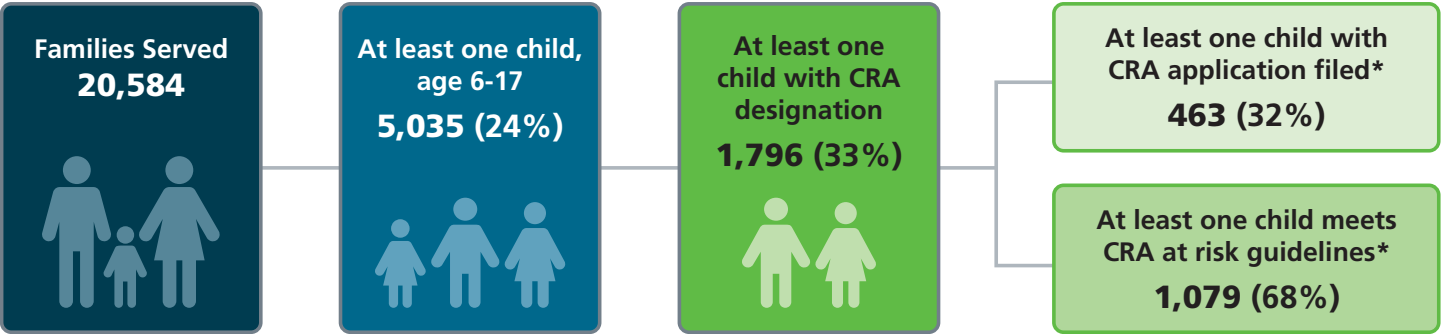 Families Served
20,584
At least one child,
age 6-17
5,035 (24%)
At least one
child with CRA
designation
1,796 (33%)
At least one child with
CRA application filed*
463 (32%)
At least one child meets
CRA at risk guidelines*
1,079 (68%)